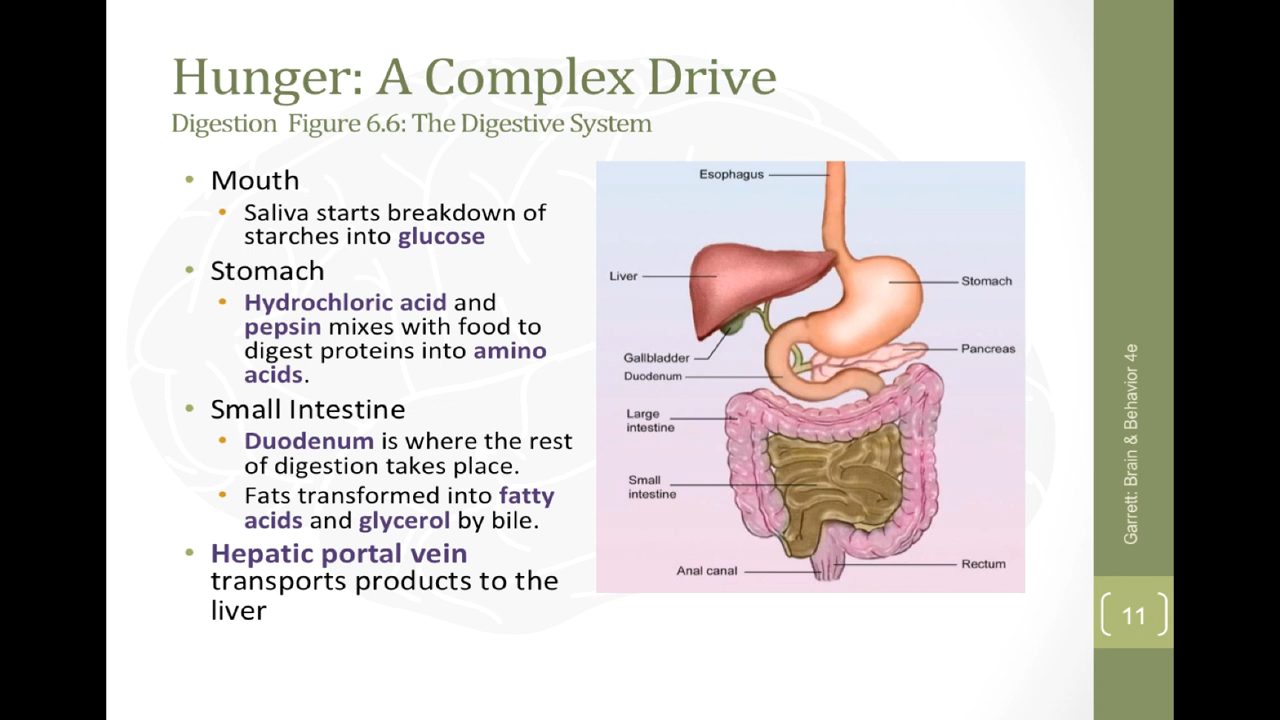 Hunger: A Complex Drive
Digestion Figure 6.6: The Digestive System
• Mouth
• Saliva starts breakdown of
starches into glucose
• Stomach
• Hydrochloric acid and
pepsin mixes with food to
digest proteins into amino
acids.
• Small Intestine
• Duodenum is where the rest
of digestion takes place.
• Fats transformed into fatty
acids and glycerol by bile.
• Hepatic portal vein
transports products to the
liver
Esophagus
Liver
Stomach
Gallbladder
Pancreas
Duodenum
Large
intestine
Small
intestine
Anal canal
Rectum
Garrett: Brain & Behavior 4e
11